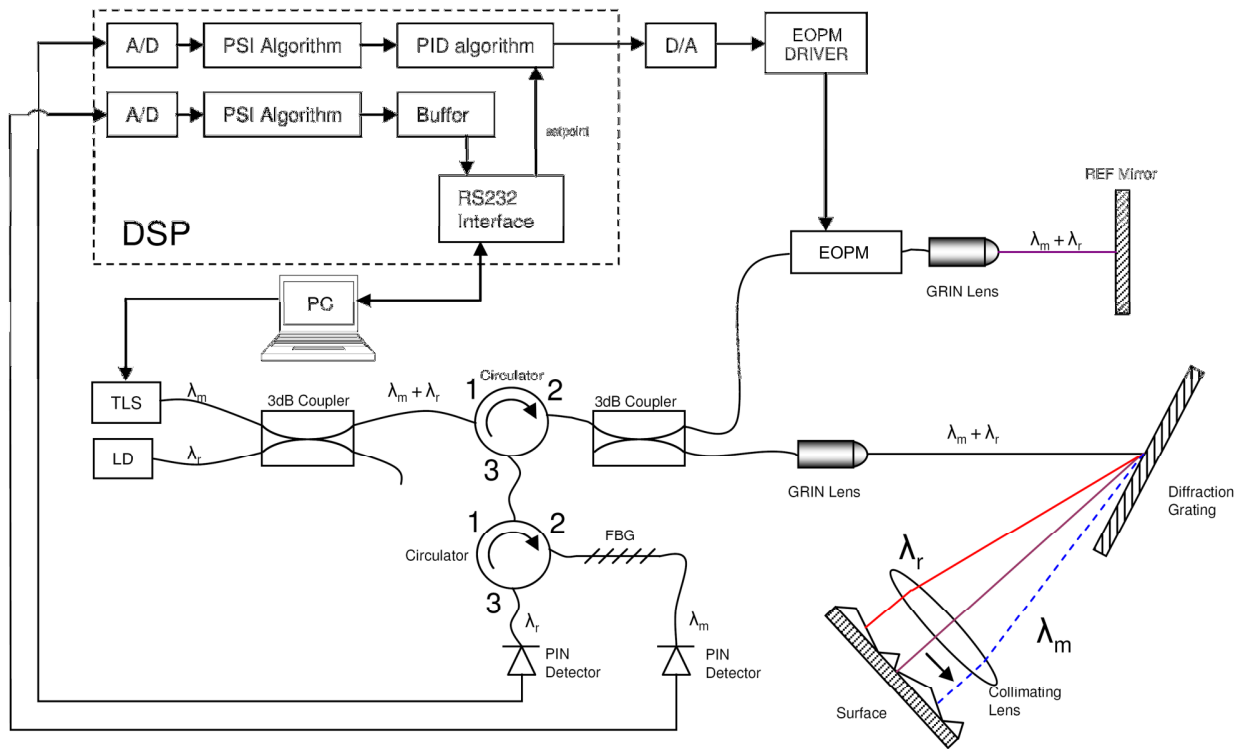 A/D
PSI Algorithm
PID algorithm
D/A
EOPM
DRIVER
A/D
PSI Algorithm
Buffer
setpoint
RS232
Interface
DSP
REF Mirror
EOPM
λm + λr
GRIN Lens
PC
TLS
λm
3dB Coupler
λm + λr
Circulator
1
2
3
3dB Coupler
LD
λr
λm + λr
GRIN Lens
Diffraction
Grating
1
2
3
Circulator
FBG
λr
λm
PIN
Detector
PIN
Detector
λr
λm
Surface
Collimating
Lens